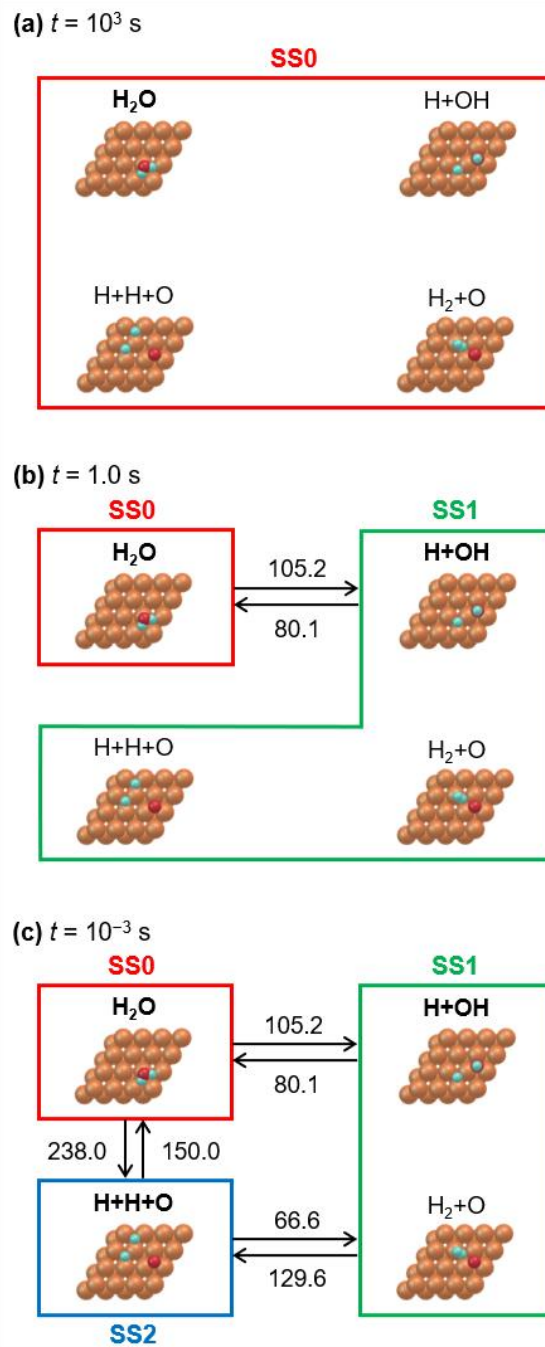 (a) t = 10³ s
SS0
H₂O H+OH
H+H+O H₂+O
(b) t = 1.0 s
SS0 SS1
H₂O H+OH
105.2
80.1
H+H+O H₂+O
(c) t = 10⁻³ s
SS0 SS1
H₂O H+OH
105.2
80.1
238.0 150.0
H+H+O H₂+O
66.6
129.6
SS2